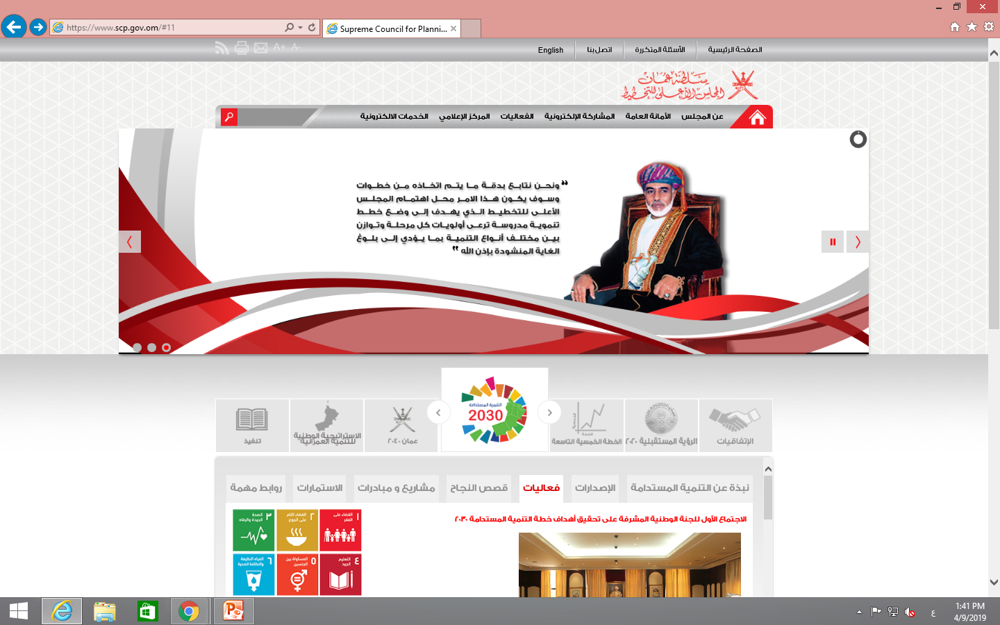 https://www.scp.gov.om/#11
Supreme Council for Planni...
A+ A-
الصفحة الرئيسية
الأسئلة المتكررة
اتصل بنا
English
سلطنة عمان
المجلس الأعلى للتخطيط
عن المجلس
الأمانة العامة
المشاركة الإلكترونية
الفعاليات
المركز الإعلامي
الخدمات الالكترونية
" ونحن نتابع بدقة ما يتم اتخاذه من خطوات
وسوف يكون هذا الامر محل اهتمام المجلس
الأعلى للتخطيط الذي يهدف إلى وضع خطط
تنموية مدروسة ترعى أولويات كل مرحلة وتوازن
بين مختلف أنواع التنمية بما يؤدي إلى بلوغ
الغاية المنشودة بإذن الله "
الإتفاقيات
الرؤية المستقبلية ٢٠٢٠
الخطة الخمسية التاسعة
التنمية المستدامة
2030
عمان ٢٠٤٠
الاستراتيجية الوطنية
للتنمية العمرانية
تنفيذ
نبذة عن التنمية المستدامة
الإصدارات
فعاليات
قصص النجاح
مشاريع و مبادرات
الاستمارات
روابط مهمة
الاجتماع الأول للجنة الوطنية المشرفة على تحقيق أهداف خطة التنمية المستدامة ٢٠٣٠
١ القضاء على
الفقر
٢ القضاء التام
على الجوع
٣ الصحة
الجيدة والرفاه
٤ التعليم
الجيد
٥ المساواة بين
الجنسين
٦ المياه النظيفة
والنظافة الصحية
ع
1:41 PM
4/9/2019